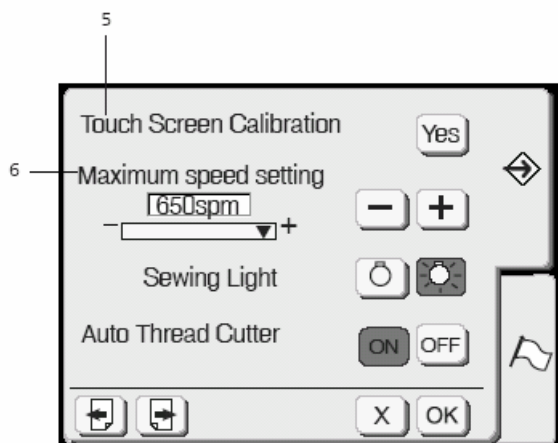 5
Touch Screen Calibration Yes
6 Maximum speed setting
650spm
- +
- +
Sewing Light
Auto Thread Cutter ON OFF
X OK